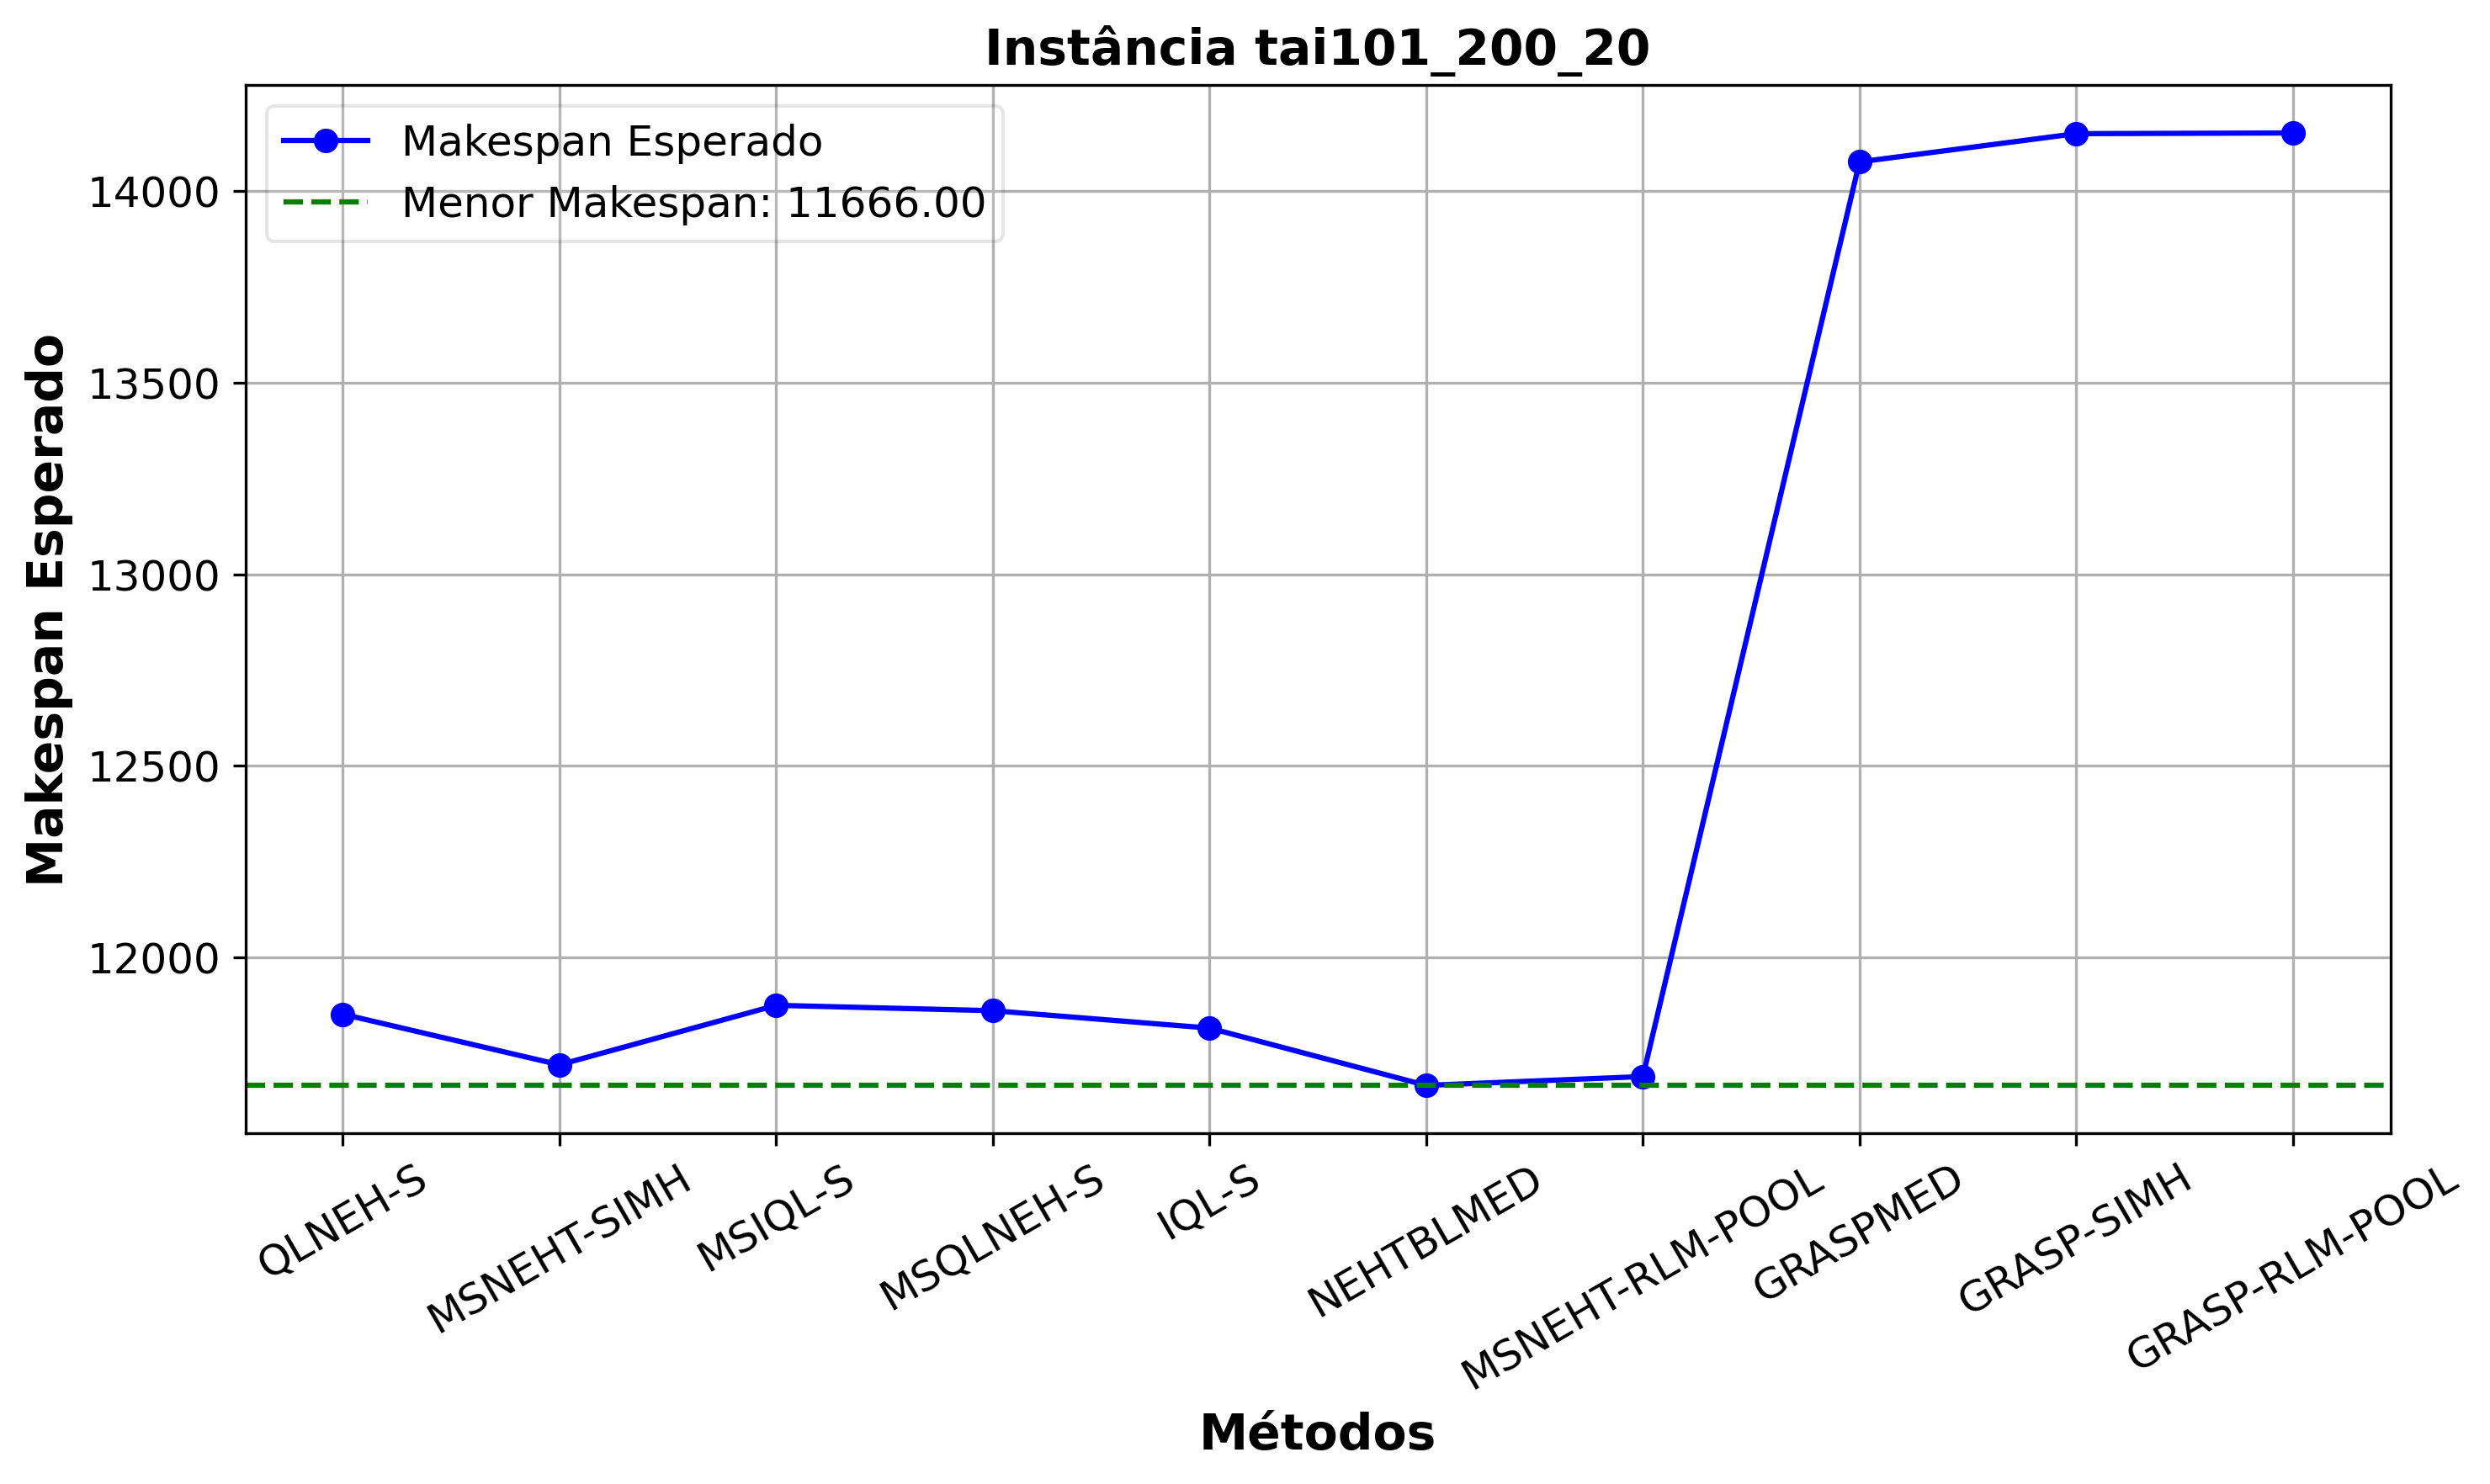 Instância tai101_200_20
Makespan Esperado
Menor Makespan: 11666.00
Makespan Esperado
14000
13500
13000
12500
12000
QLNEH-S
MSNEHT-SIMH
MSIQL-S
MSQLNEH-S
IQL-S
NEHTBLMED
MSNEHT-RLM-POOL
GRASPMED
GRASP-SIMH
GRASP-RLM-POOL
Métodos